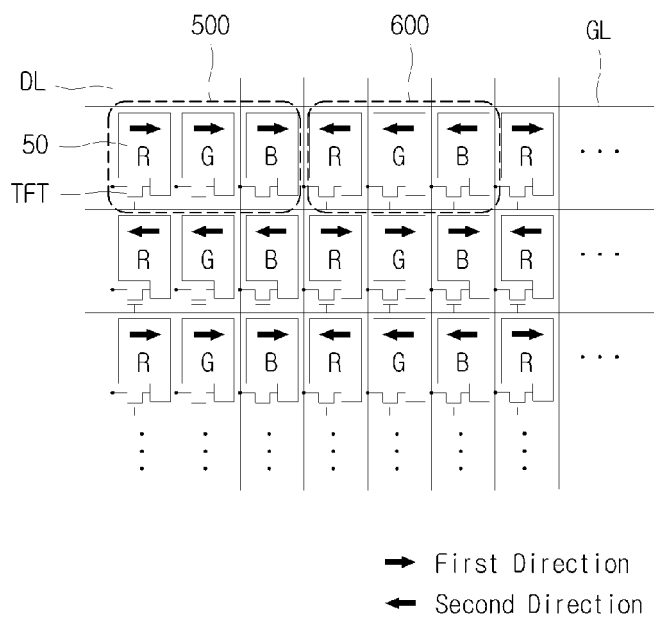 500 600 GL
DL
50 R G B R G B R ...
TFT
R G B R G B R ...
R G B R G B R ...
First Direction
Second Direction